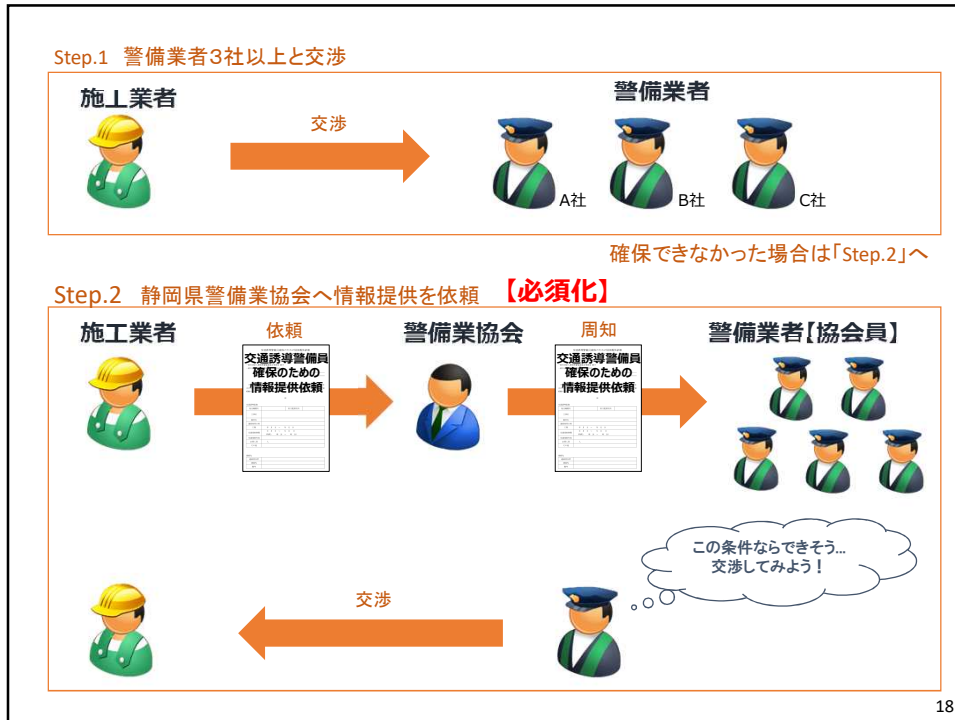 Step.1 警備業者3社以上と交渉
施工業者
警備業者
交渉
A社
B社
C社
確保できなかった場合は「Step.2」へ
Step.2 静岡県警備業協会へ情報提供を依頼 【必須化】
施工業者
依頼
警備業協会
周知
警備業者【協会員】
交通誘導警備員
確保のための
情報提供依頼
交通誘導警備員
確保のための
情報提供依頼
この条件ならできそう...
交渉してみよう！
交渉
18